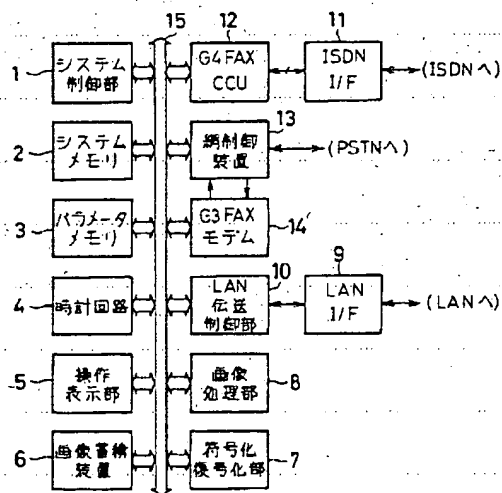 15
12
11
1
システム
制御部
G4FAX
CCU
ISDN
I/F
(ISDNへ)
13
2
システム
メモリ
網制御
装置
(PSTNへ)
3
パラメータ
メモリ
G3FAX
モデム
14
10
9
4
時計回路
LAN
伝送
制御部
LAN
I/F
(LANへ)
5
操作
表示部
画像
処理部
8
6
画像蓄積
装置
符号化
復号化部
7